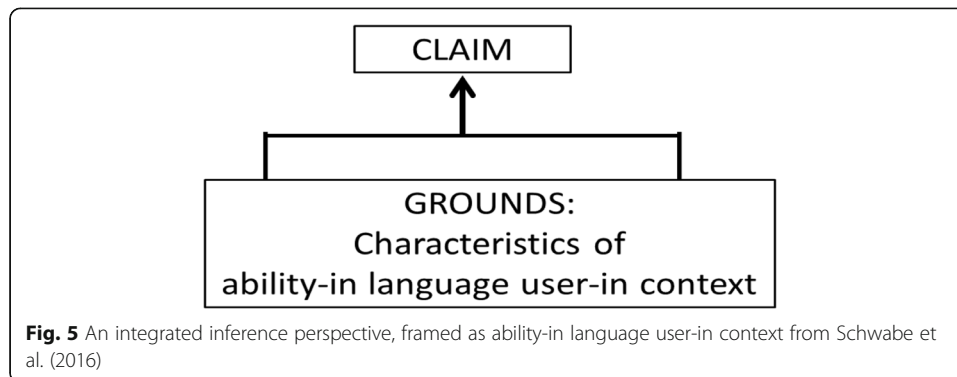 CLAIM
GROUNDS:
Characteristics of
ability-in language user-in context
Fig. 5 An integrated inference perspective, framed as ability-in language user-in context from Schwabe et
al. (2016)